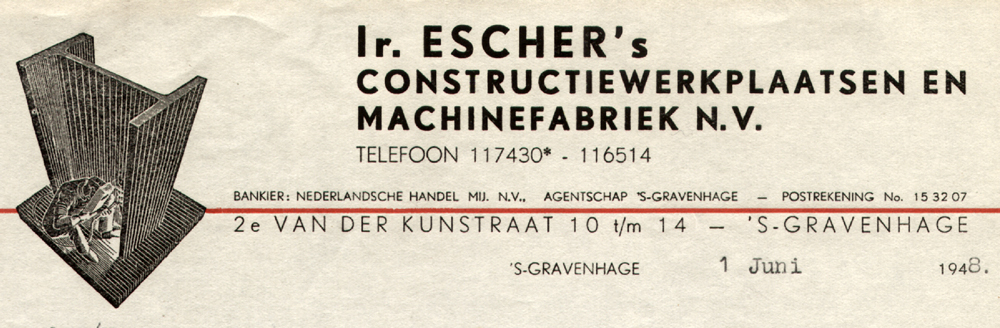 Ir. ESCHER's
CONSTRUCTIEWERKPLAATSEN EN
MACHINEFABRIEK N.V.
TELEFOON 117430* - 116514
BANKIER: NEDERLANDSCHE HANDEL MIJ. N.V., AGENTSCHAP 'S-GRAVENHAGE — POSTREKENING No. 15 32 07
2e VAN DER KUNSTRAAT 10 t/m 14 — 'S-GRAVENHAGE
'S-GRAVENHAGE 1 Juni 1948.